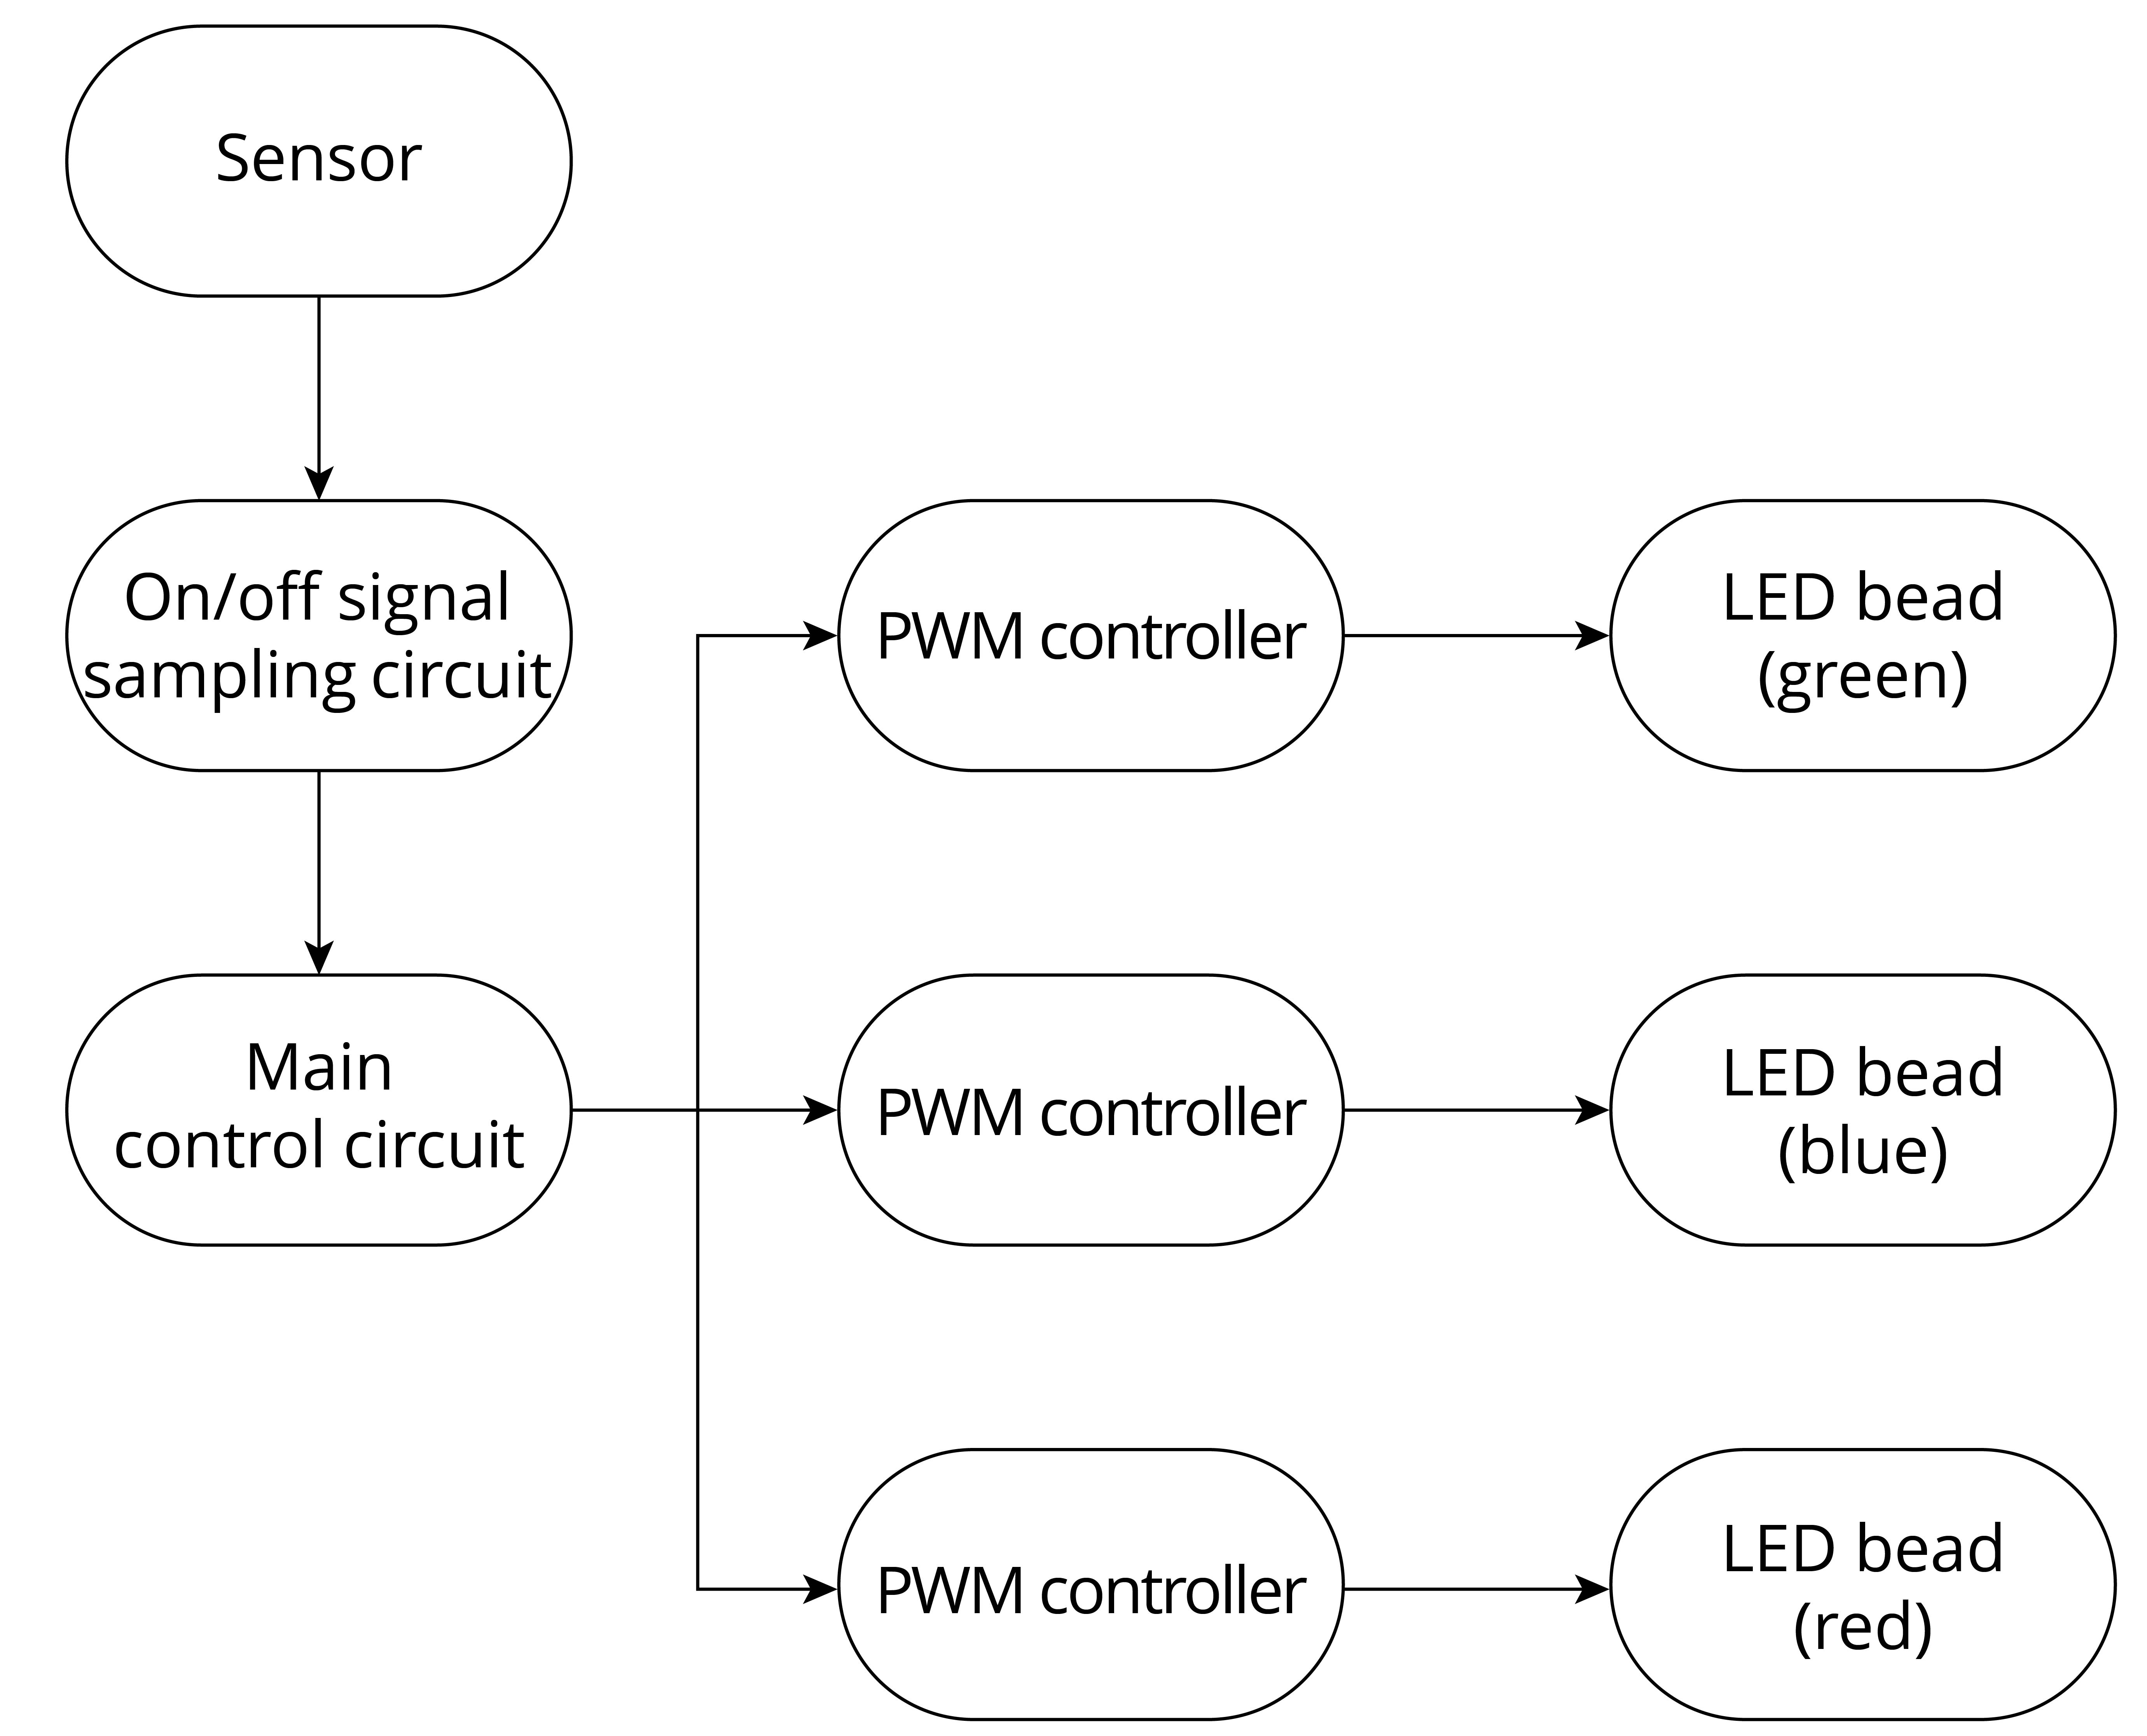 Sensor
On/off signal
sampling circuit
PWM controller
LED bead
(green)
Main
control circuit
PWM controller
LED bead
(blue)
PWM controller
LED bead
(red)